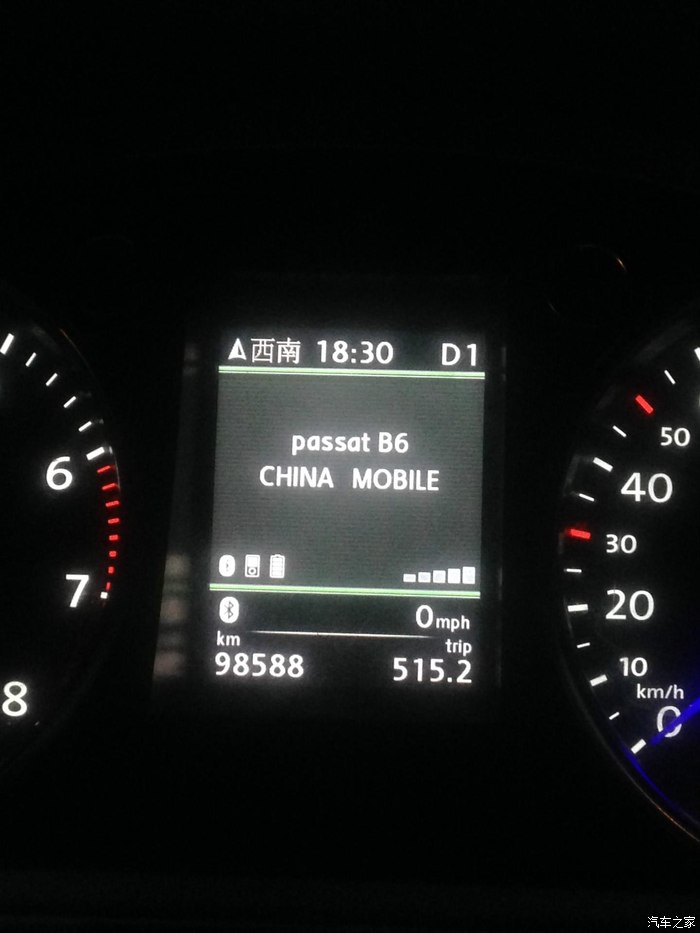 西南 18:30 D1
passat B6
CHINA MOBILE
0mph
km
trip
98588 515.2
6
7
8
50
40
30
20
10
km/h
0
汽车之家